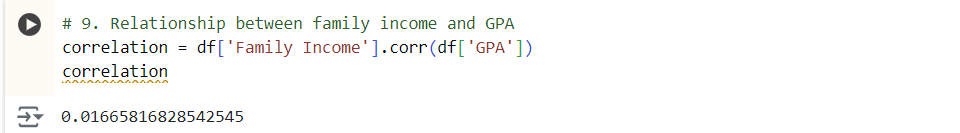 # 9. Relationship between family income and GPA
correlation = df['Family Income'].corr(df['GPA'])
correlation
0.01665816828542545